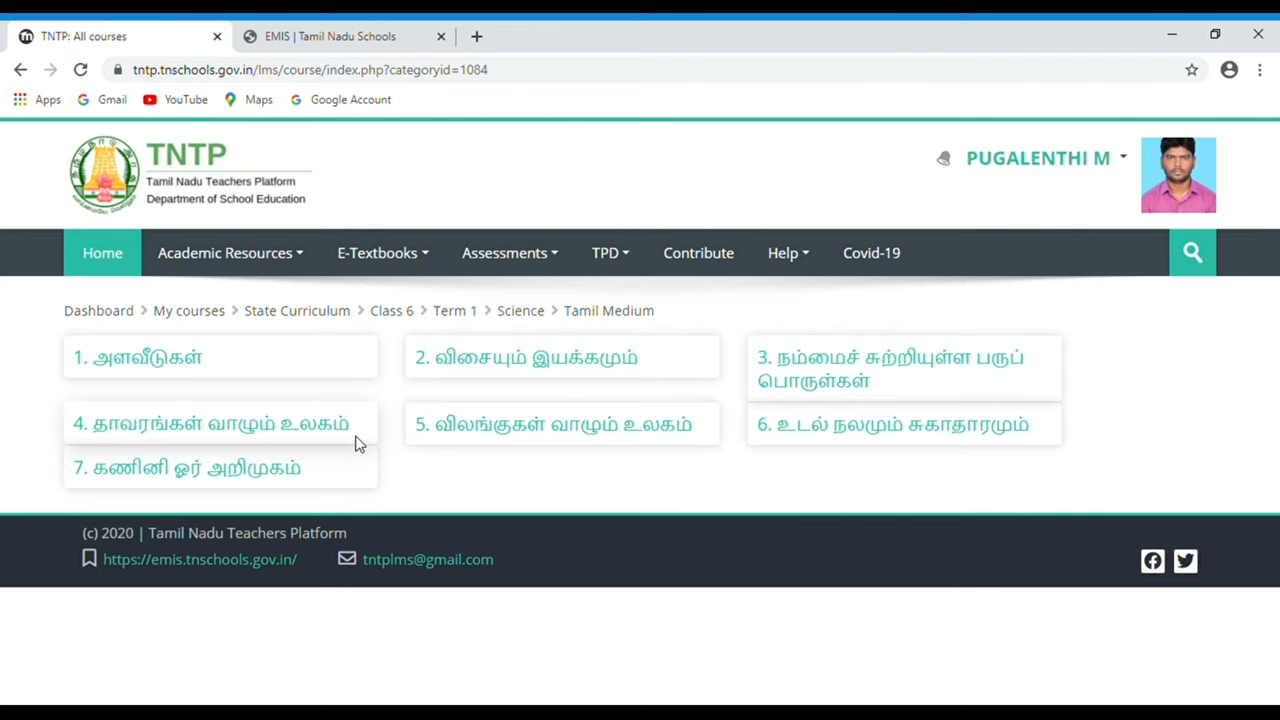 TNTP: All courses
EMIS | Tamil Nadu Schools
tntp.tnschools.gov.in/lms/course/index.php?categoryid=1084
Apps Gmail YouTube Maps Google Account
TNTP
Tamil Nadu Teachers Platform
Department of School Education
PUGALENTHI M
Home Academic Resources E-Textbooks Assessments TPD Contribute Help Covid-19
Dashboard > My courses > State Curriculum > Class 6 > Term 1 > Science > Tamil Medium
1. அளவீடுகள்
2. விசையும் இயக்கமும்
3. நம்மைச் சுற்றியுள்ள பருப்
பொருள்கள்
4. தாவரங்கள் வாழும் உலகம்
5. விலங்குகள் வாழும் உலகம்
6. உடல் நலமும் சுகாதாரமும்
7. கணினி ஓர் அறிமுகம்
(c) 2020 | Tamil Nadu Teachers Platform
https://emis.tnschools.gov.in/ tntplms@gmail.com